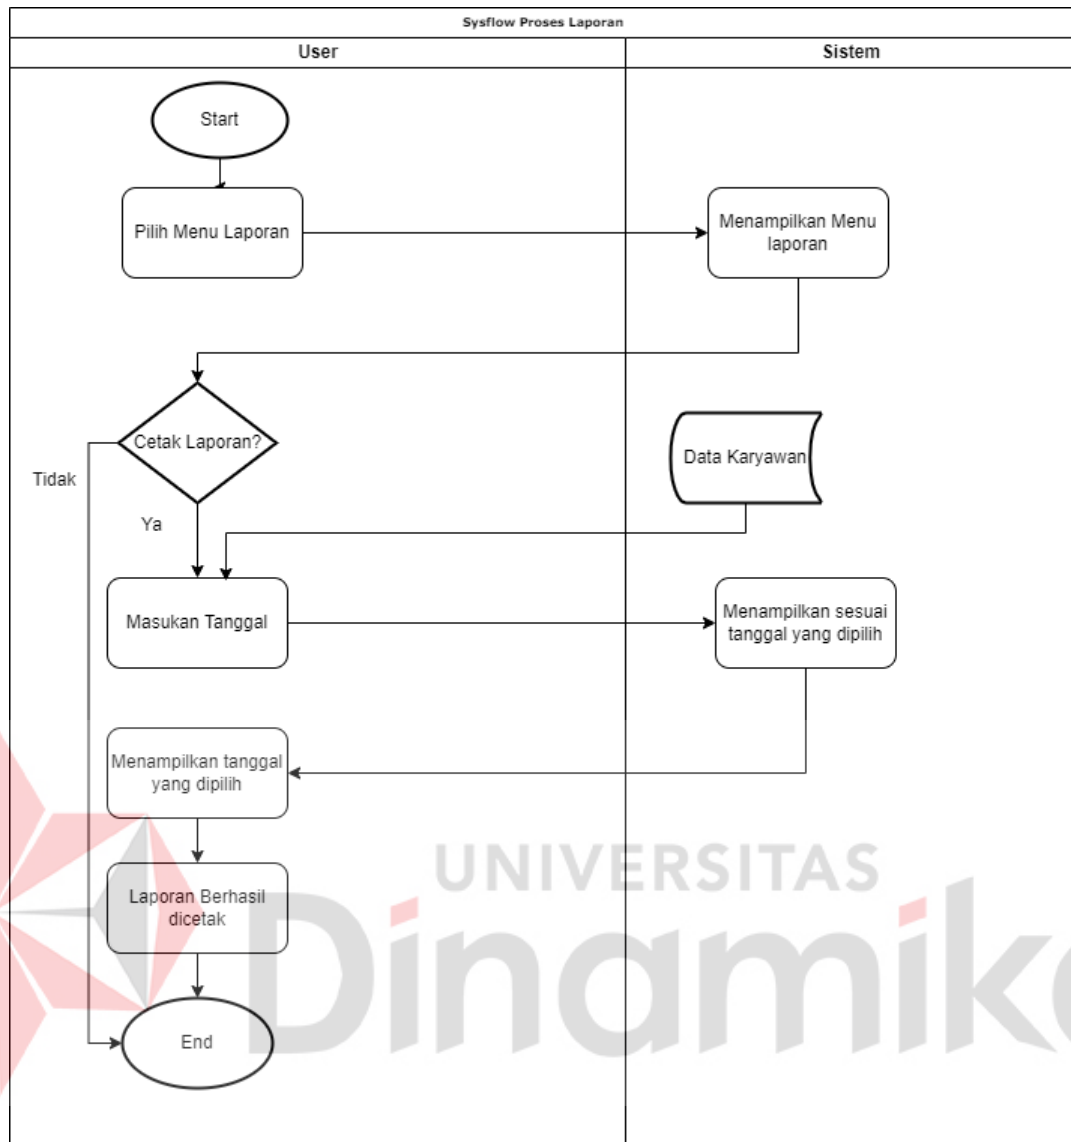 Sysflow Proses Laporan
User
Sistem
Start
Pilih Menu Laporan
Menampilkan Menu
laporan
Cetak Laporan?
Data Karyawan
Tidak
Ya
Masukan Tanggal
Menampilkan sesuai
tanggal yang dipilih
Menampilkan tanggal
yang dipilih
Laporan Berhasil
dicetak
End
UNIVERSITAS
Dinamika